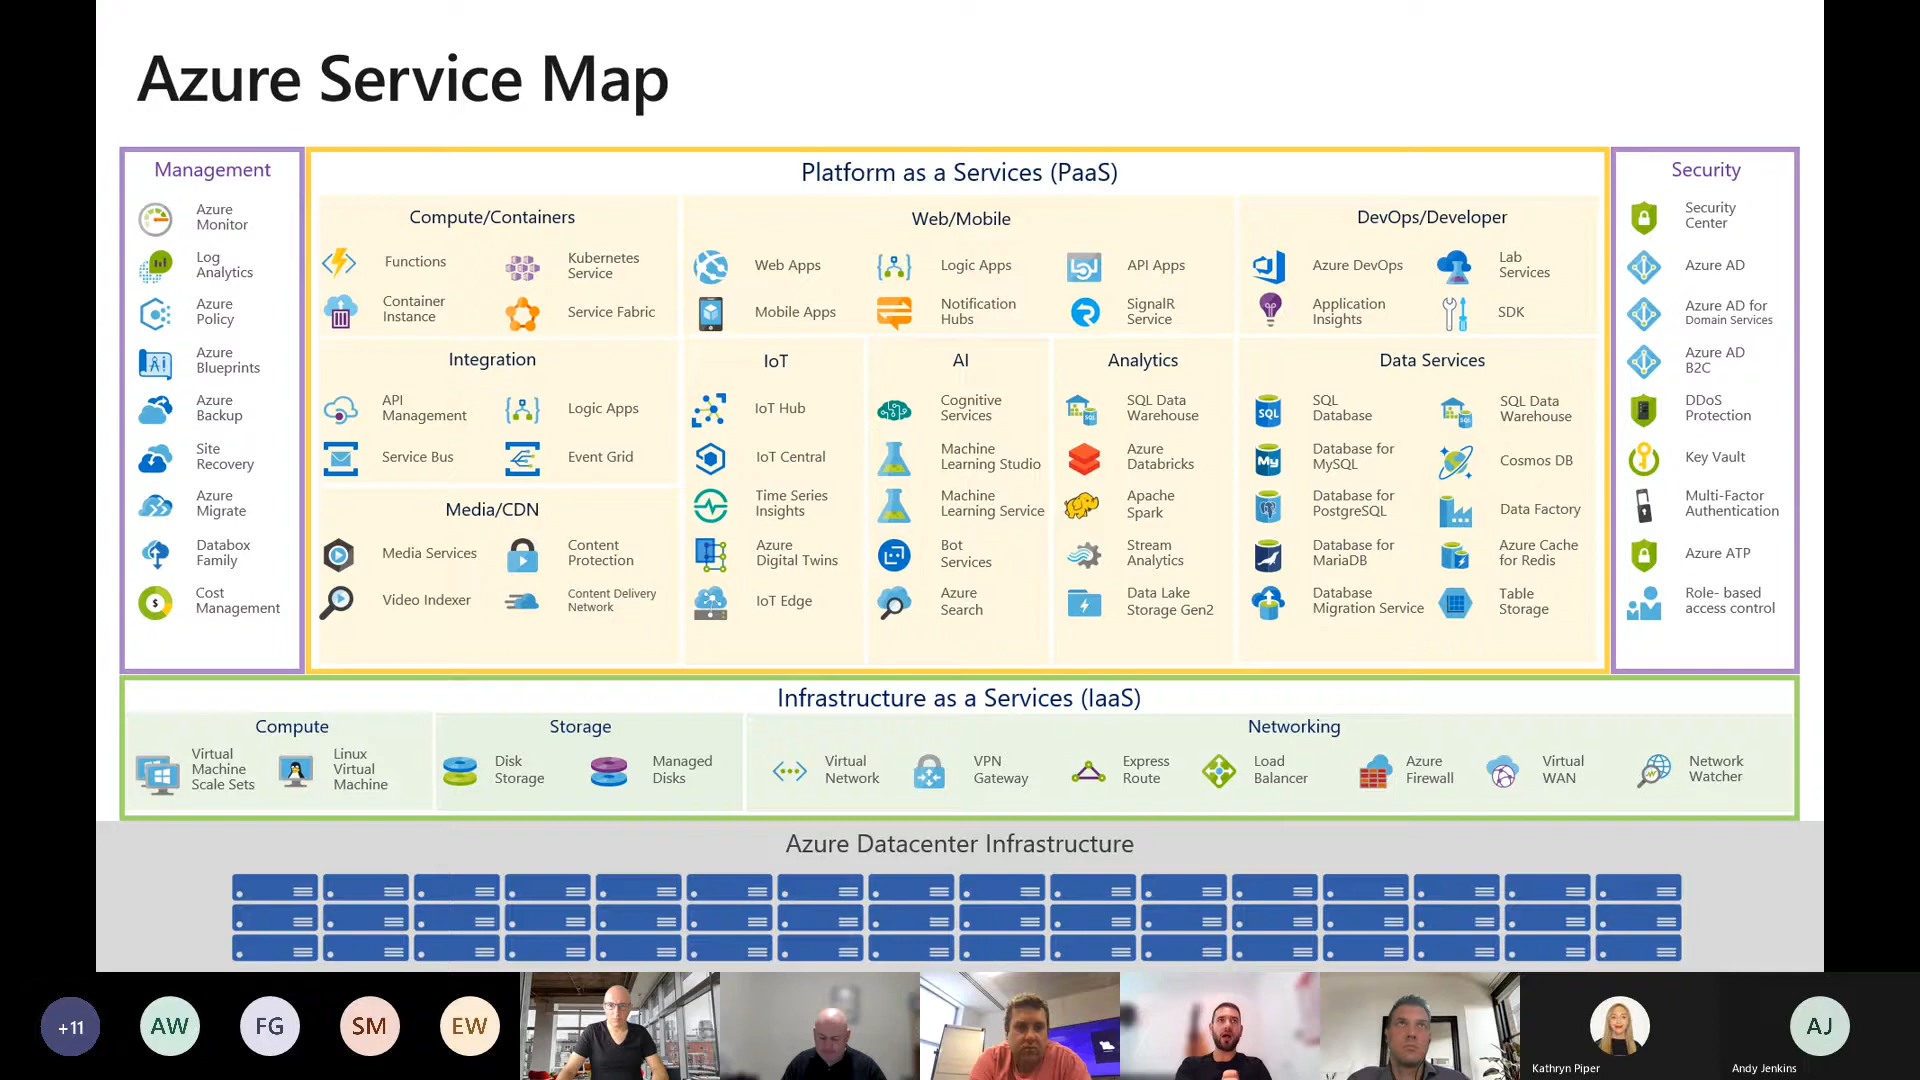 Azure Service Map
Management
Azure
Monitor
Log
Analytics
Azure
Policy
Azure
Blueprints
Azure
Backup
Site
Recovery
Azure
Migrate
Databox
Family
Cost
Management
Platform as a Services (PaaS)
Compute/Containers
Functions
Kubernetes
Service
Container
Instance
Service Fabric
Web/Mobile
Web Apps
Logic Apps
API Apps
Mobile Apps
Notification
Hubs
SignalR
Service
DevOps/Developer
Azure DevOps
Lab
Services
Application
Insights
SDK
Integration
API
Management
Logic Apps
Service Bus
Event Grid
Media/CDN
Media Services
Content
Protection
Video Indexer
Content Delivery
Network
IoT
IoT Hub
IoT Central
Time Series
Insights
Azure
Digital Twins
IoT Edge
AI
Cognitive
Services
Machine
Learning Studio
Machine
Learning Service
Bot
Services
Azure
Search
Analytics
SQL Data
Warehouse
Azure
Databricks
Apache
Spark
Stream
Analytics
Data Lake
Storage Gen2
Data Services
SQL
SQL
Database
SQL Data
Warehouse
My
Database for
MySQL
Cosmos DB
Database for
PostgreSQL
Data Factory
Database for
MariaDB
Azure Cache
for Redis
Database
Migration Service
Table
Storage
Security
Security
Center
Azure AD
Azure AD for
Domain Services
Azure AD
B2C
DDoS
Protection
Key Vault
Multi-Factor
Authentication
Azure ATP
Role- based
access control
Infrastructure as a Services (IaaS)
Compute
Virtual
Machine
Scale Sets
Linux
Virtual
Machine
Storage
Disk
Storage
Managed
Disks
Networking
Virtual
Network
VPN
Gateway
Express
Route
Load
Balancer
Azure
Firewall
Virtual
WAN
Network
Watcher
Azure Datacenter Infrastructure
+11
AW
FG
SM
EW
Kathryn Piper
AJ
Andy Jenkins